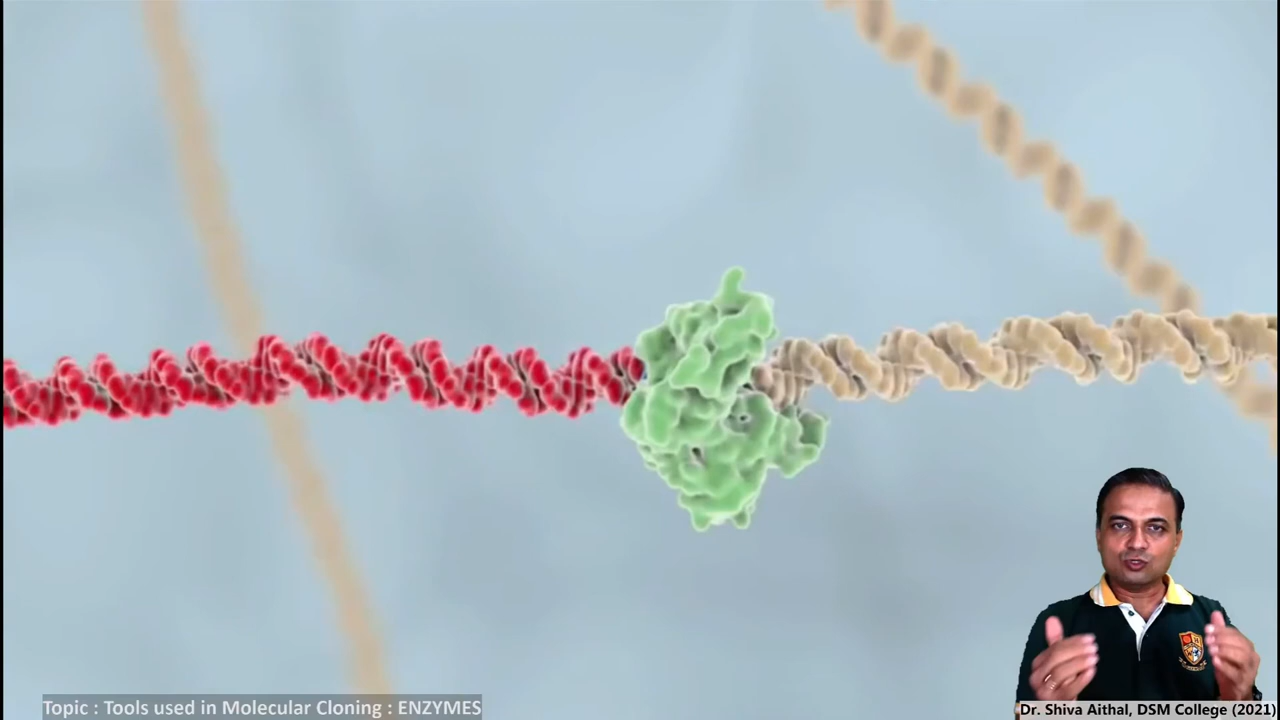 Topic : Tools used in Molecular Cloning : ENZYMES
Dr. Shiva Aithal, DSM College (2021)